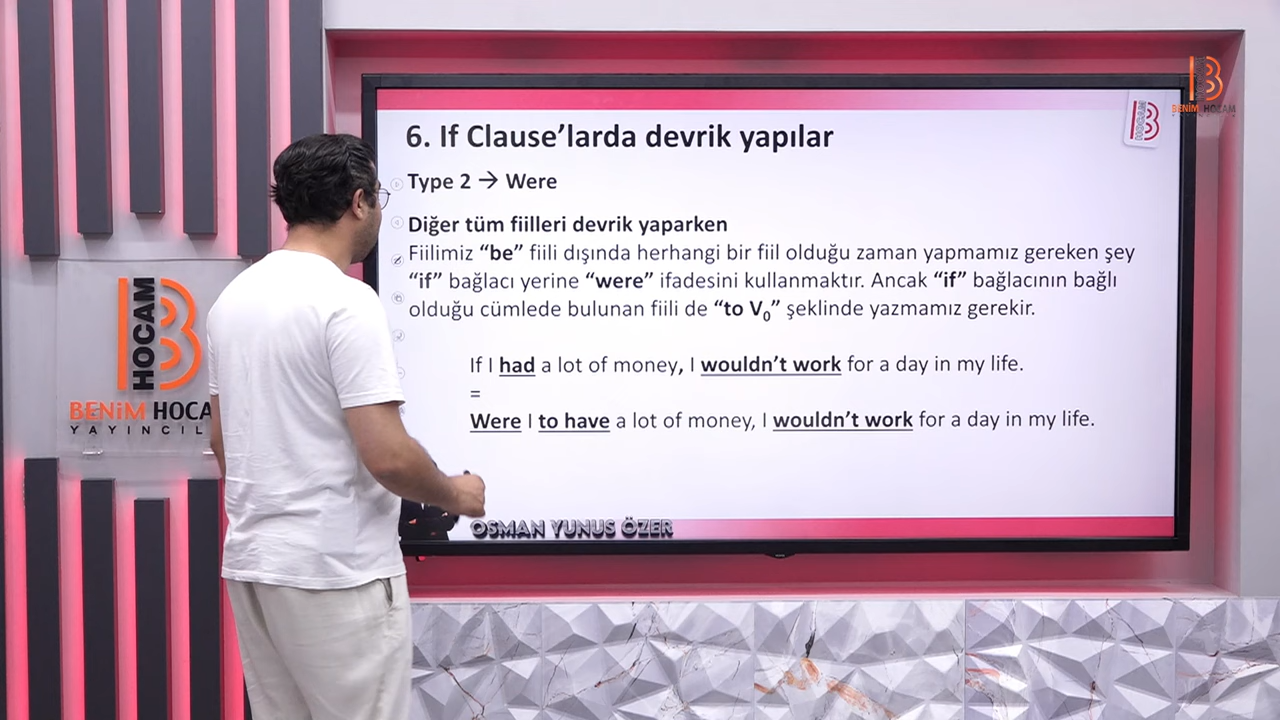 6. If Clause’larda devrik yapılar
Type 2 → Were
Diğer tüm fiilleri devrik yaparken
Fiilimiz “be” fiili dışında herhangi bir fiil olduğu zaman yapmamız gereken şey
“if” bağlacı yerine “were” ifadesini kullanmaktır. Ancak “if” bağlacının bağlı
olduğu cümlede bulunan fiili de “to V₀” şeklinde yazmamız gerekir.
If I had a lot of money, I wouldn’t work for a day in my life.
=
Were I to have a lot of money, I wouldn’t work for a day in my life.
OSMAN YUNUS ÖZER
HOCAM
BENiM HOCA
YAYINCIL
HOCAM
BENiM HOCAM